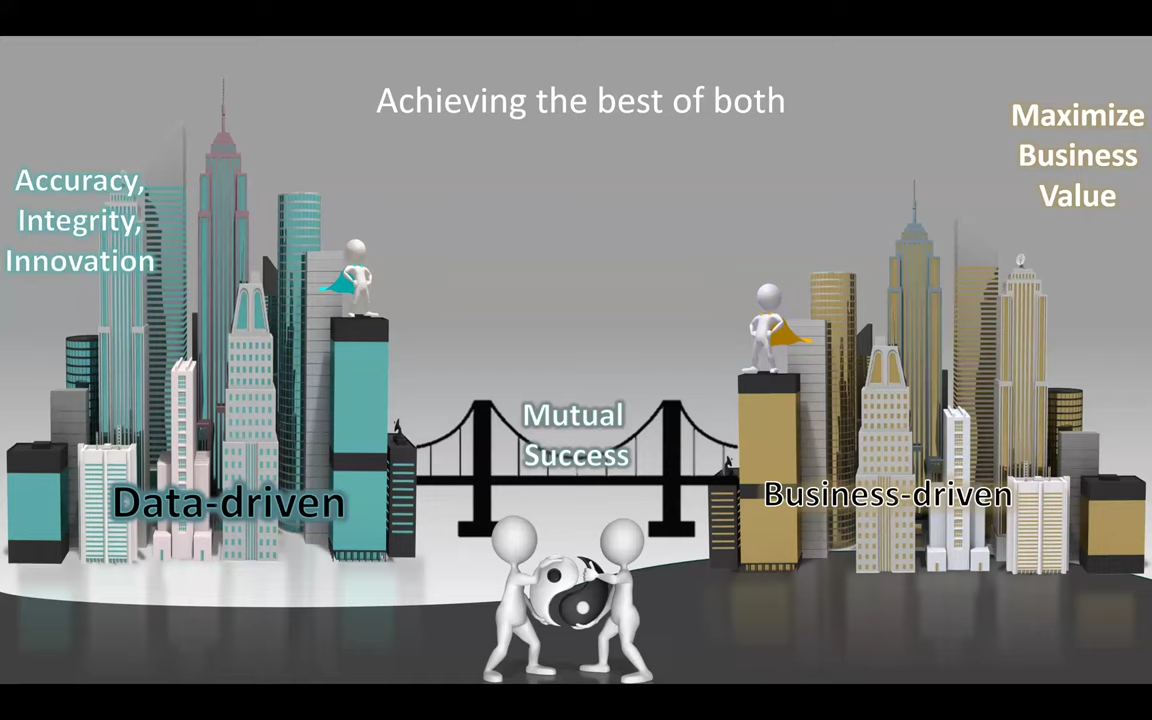 Achieving the best of both
Accuracy,
Integrity,
Innovation
Maximize
Business
Value
Mutual
Success
Data-driven
Business-driven